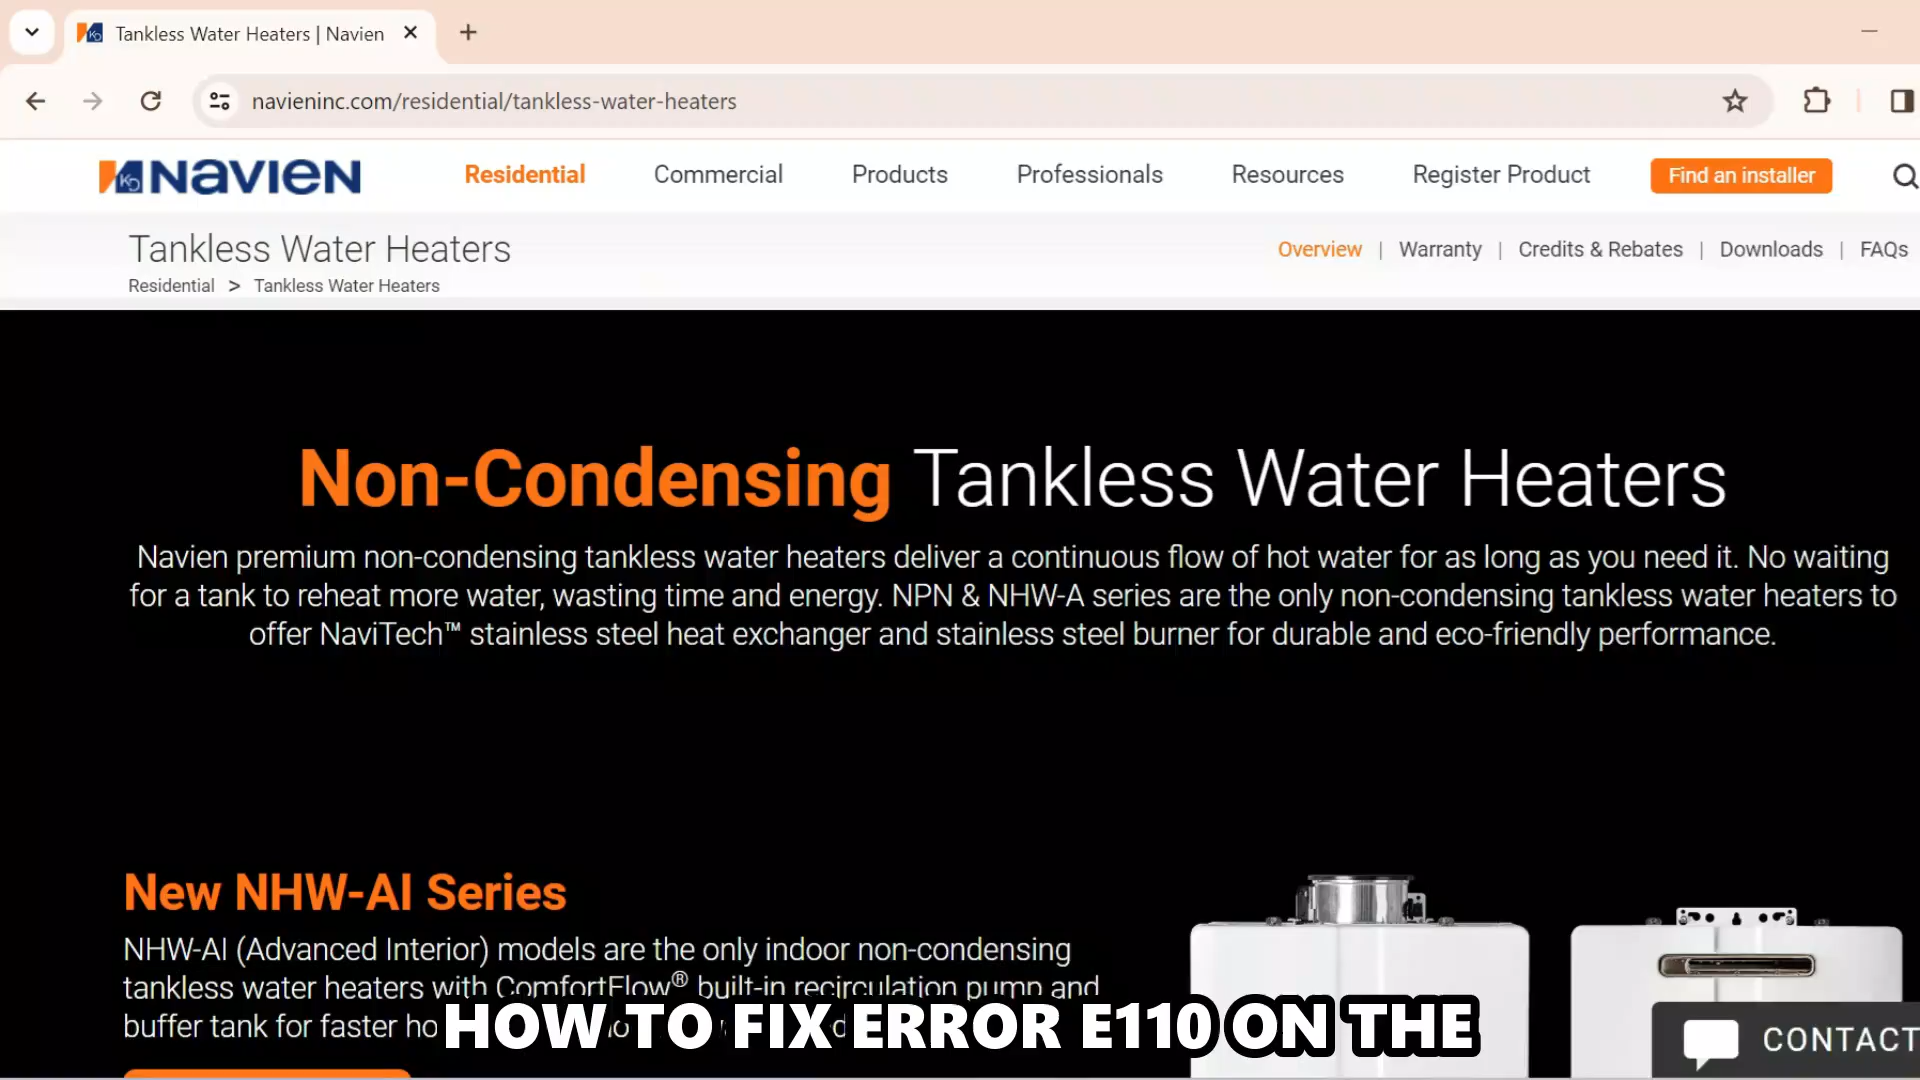 Tankless Water Heaters | Navien
navieninc.com/residential/tankless-water-heaters
KD NAVIEN
Residential
Commercial
Products
Professionals
Resources
Register Product
Find an installer
Tankless Water Heaters
Residential > Tankless Water Heaters
Overview | Warranty | Credits & Rebates | Downloads | FAQs
Non-Condensing Tankless Water Heaters
Navien premium non-condensing tankless water heaters deliver a continuous flow of hot water for as long as you need it. No waiting
for a tank to reheat more water, wasting time and energy. NPN & NHW-A series are the only non-condensing tankless water heaters to
offer NaviTech™ stainless steel heat exchanger and stainless steel burner for durable and eco-friendly performance.
New NHW-AI Series
NHW-AI (Advanced Interior) models are the only indoor non-condensing
tankless water heaters with ComfortFlow® built-in recirculation pump and
buffer tank for faster
HOW TO FIX ERROR E110 ON THE
CONTACT